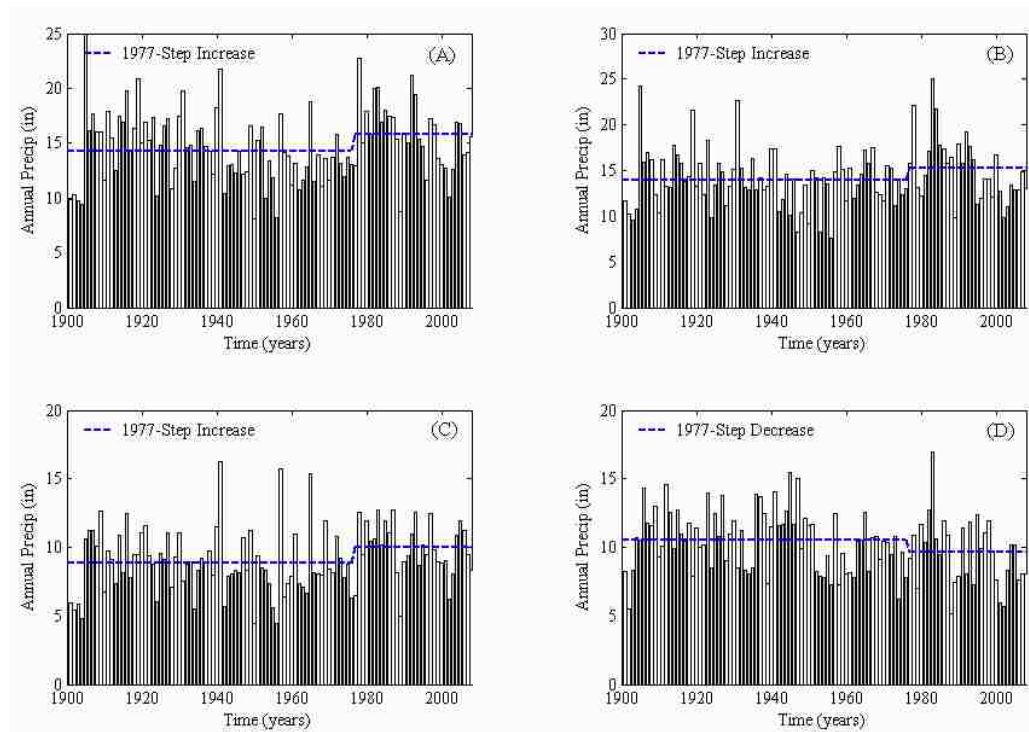 25
20
15
10
5
0
Annual Precip (in)
1977-Step Increase
(A)
1900 1920 1940 1960 1980 2000
Time (years)
30
25
20
15
10
5
0
Annual Precip (in)
1977-Step Increase
(B)
1900 1920 1940 1960 1980 2000
Time (years)
20
15
10
5
0
Annual Precip (in)
1977-Step Increase
(C)
1900 1920 1940 1960 1980 2000
Time (years)
20
15
10
5
0
Annual Precip (in)
1977-Step Decrease
(D)
1900 1920 1940 1960 1980 2000
Time (years)